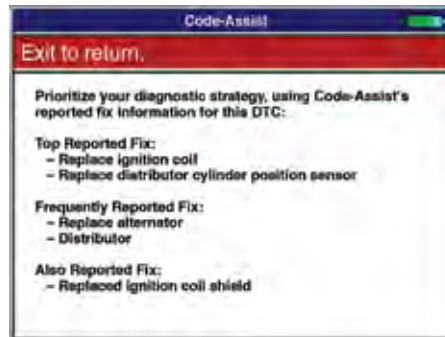 Code-Assist
Exit to return.
Prioritize your diagnostic strategy, using Code-Assist's
reported fix information for this DTC:
Top Reported Fix:
– Replace ignition coil
– Replace distributor cylinder position sensor
Frequently Reported Fix:
– Replace alternator
– Distributor
Also Reported Fix:
– Replaced ignition coil shield